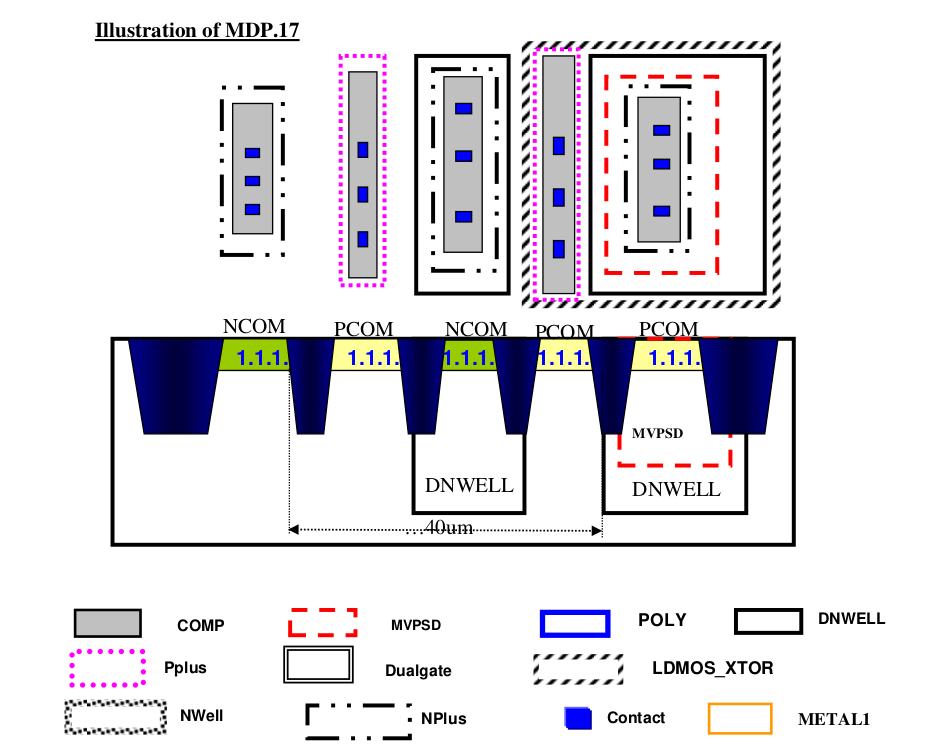 Illustration of MDP.17
NCOM PCOM NCOM PCOM PCOM
1.1.1. 1.1.1. 1.1.1. 1.1.1. 1.1.1.
MVPSD
DNWELL DNWELL
…40um
COMP MVPSD POLY DNWELL
Pplus Dualgate LDMOS_XTOR
NWell NPlus Contact METAL1